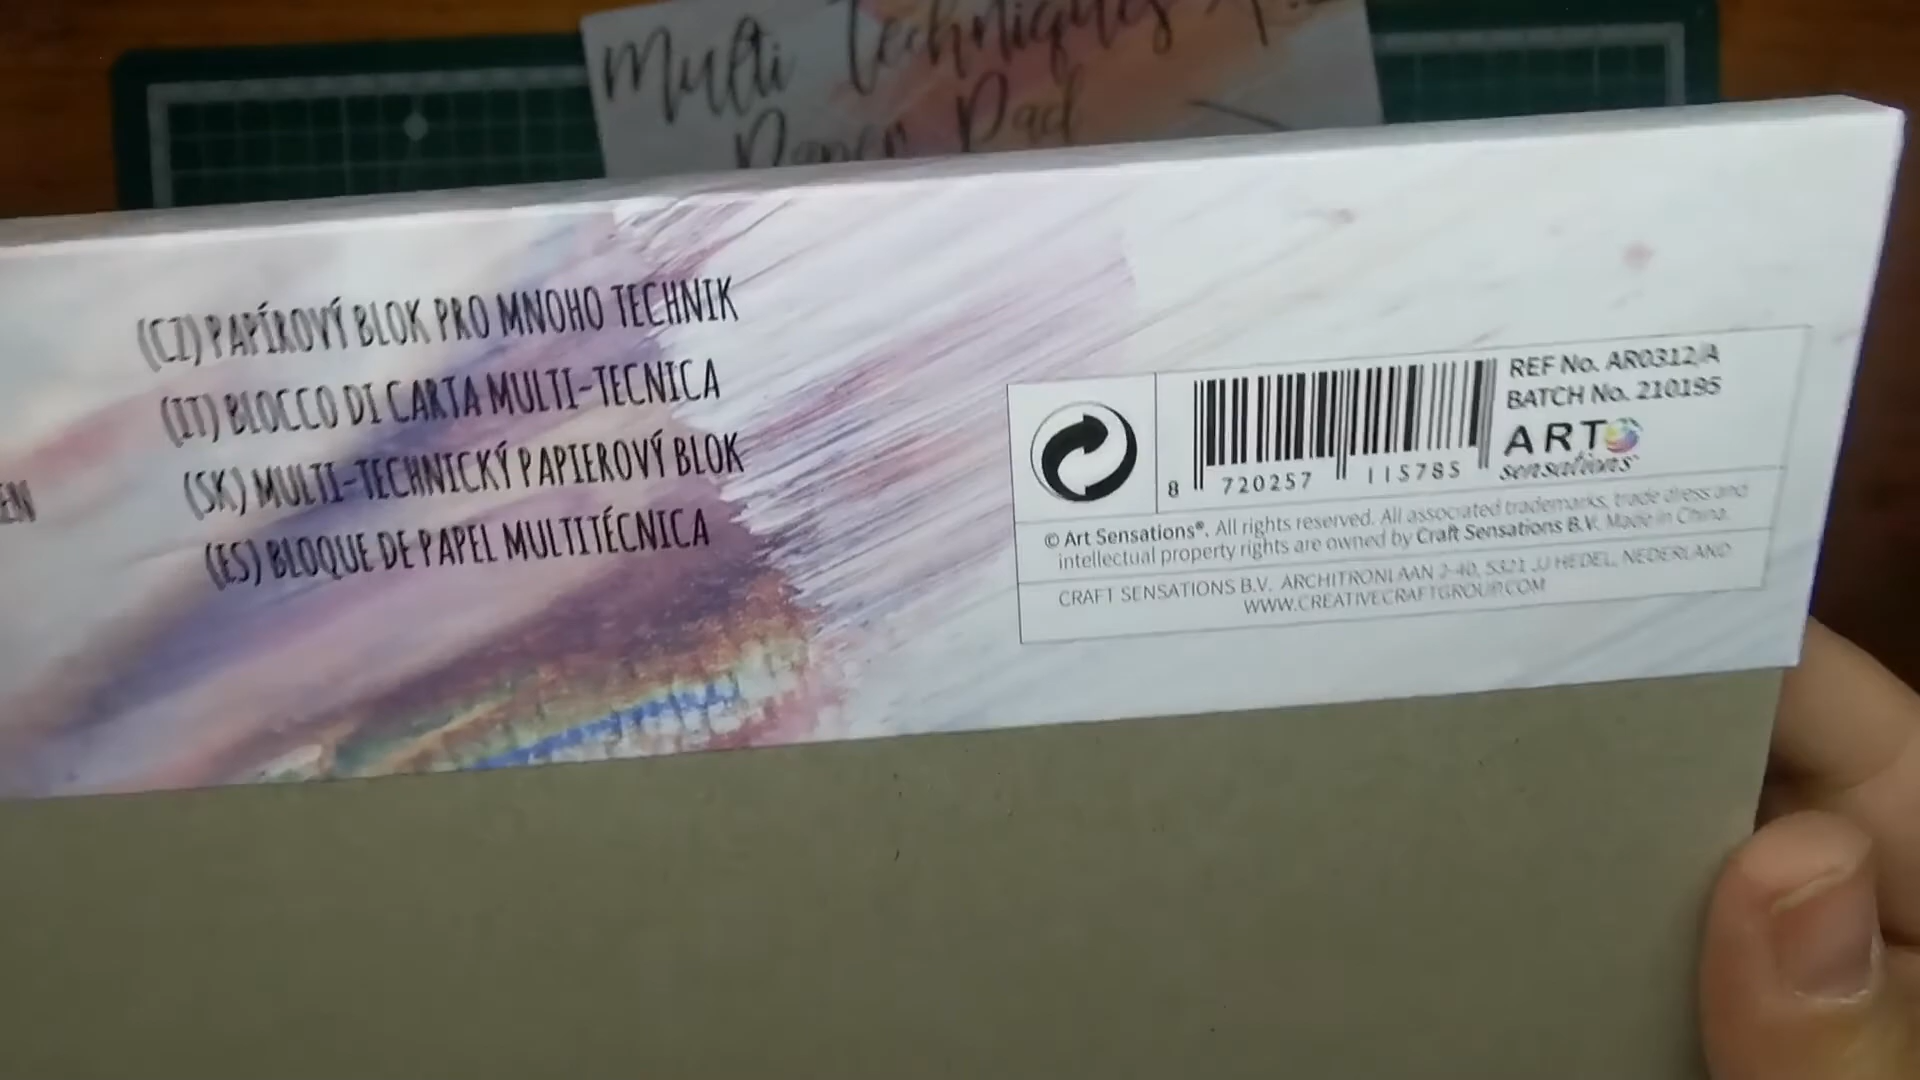 Multi Techniques
Paper Pad
EN
(CZ) PAPÍROVÝ BLOK PRO MNOHO TECHNIK
(IT) BLOCCO DI CARTA MULTI-TECNICA
(SK) MULTI-TECHNICKÝ PAPIEROVÝ BLOK
(ES) BLOQUE DE PAPEL MULTITÉCNICA
REF No. AR0312/A
BATCH No. 210195
ART
sensations
8 720257 115785
© Art Sensations®. All rights reserved. All associated trademarks, trade dress and
intellectual property rights are owned by Craft Sensations B.V. Made in China.
CRAFT SENSATIONS B.V. ARCHITRONLAAN 2-40, 5321 JJ HEDEL, NEDERLAND
WWW.CREATIVECRAFTGROUP.COM